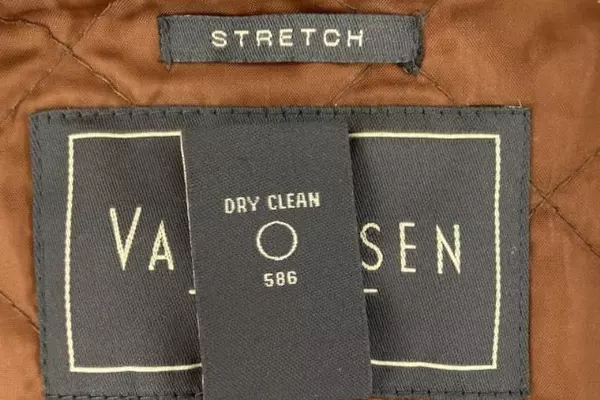 STRETCH
DRY CLEAN
586
VA SEN